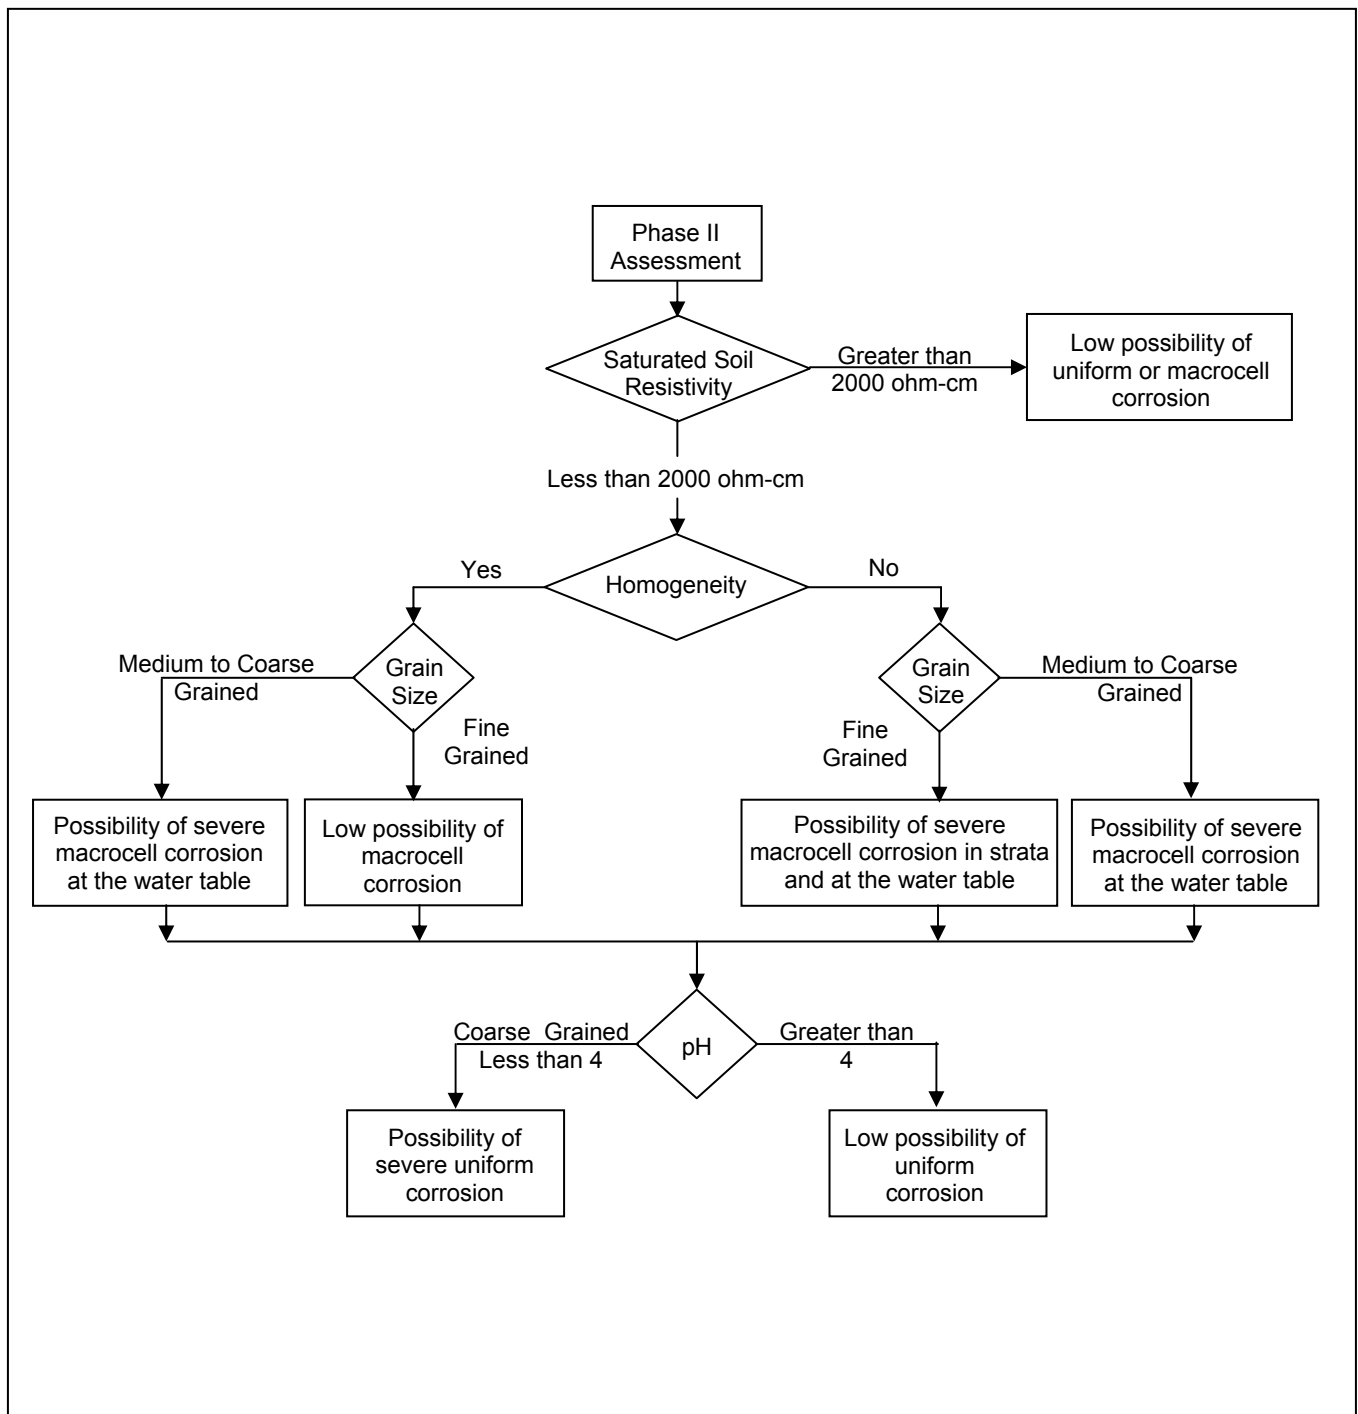 Phase II
Assessment
Saturated Soil
Resistivity
Greater than
2000 ohm-cm
Low possibility of
uniform or macrocell
corrosion
Less than 2000 ohm-cm
Homogeneity
Yes
No
Medium to Coarse
Grained
Grain
Size
Fine
Grained
Grain
Size
Medium to Coarse
Grained
Fine
Grained
Possibility of severe
macrocell corrosion
at the water table
Low possibility of
macrocell
corrosion
Possibility of severe
macrocell corrosion in strata
and at the water table
Possibility of severe
macrocell corrosion
at the water table
Coarse Grained
Less than 4
pH
Greater than
4
Possibility of
severe uniform
corrosion
Low possibility of
uniform
corrosion